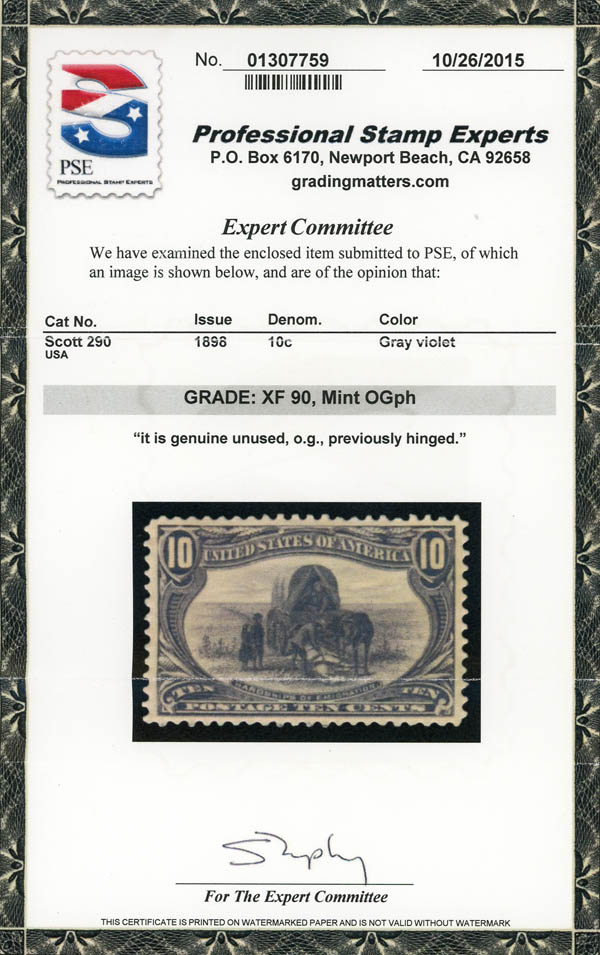 No. 01307759 10/26/2015
PSE
PROFESSIONAL STAMP EXPERTS
Professional Stamp Experts
P.O. Box 6170, Newport Beach, CA 92658
gradingmatters.com
Expert Committee
We have examined the enclosed item submitted to PSE, of which
an image is shown below, and are of the opinion that:
Cat No. Issue Denom. Color
Scott 290 1898 10c Gray violet
USA
GRADE: XF 90, Mint OGph
“it is genuine unused, o.g., previously hinged.”
10 UNITED STATES OF AMERICA 10
HARDSHIPS OF EMIGRATION
TEN POSTAGE TEN CENTS TEN
For The Expert Committee
THIS CERTIFICATE IS PRINTED ON WATERMARKED PAPER AND IS NOT VALID WITHOUT WATERMARK